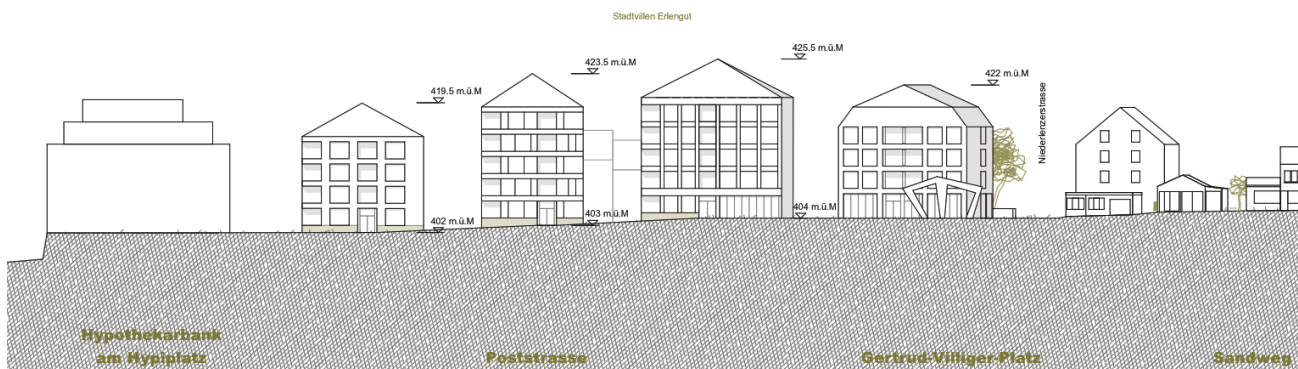 Stadtvillen Erlengut
425.5 m.ü.M
423.5 m.ü.M
422 m.ü.M
419.5 m.ü.M
Niederlenzerstrasse
404 m.ü.M
403 m.ü.M
402 m.ü.M
Hypothekarbank
am Hypiplatz
Poststrasse
Gertrud-Villiger-Platz
Sandweg